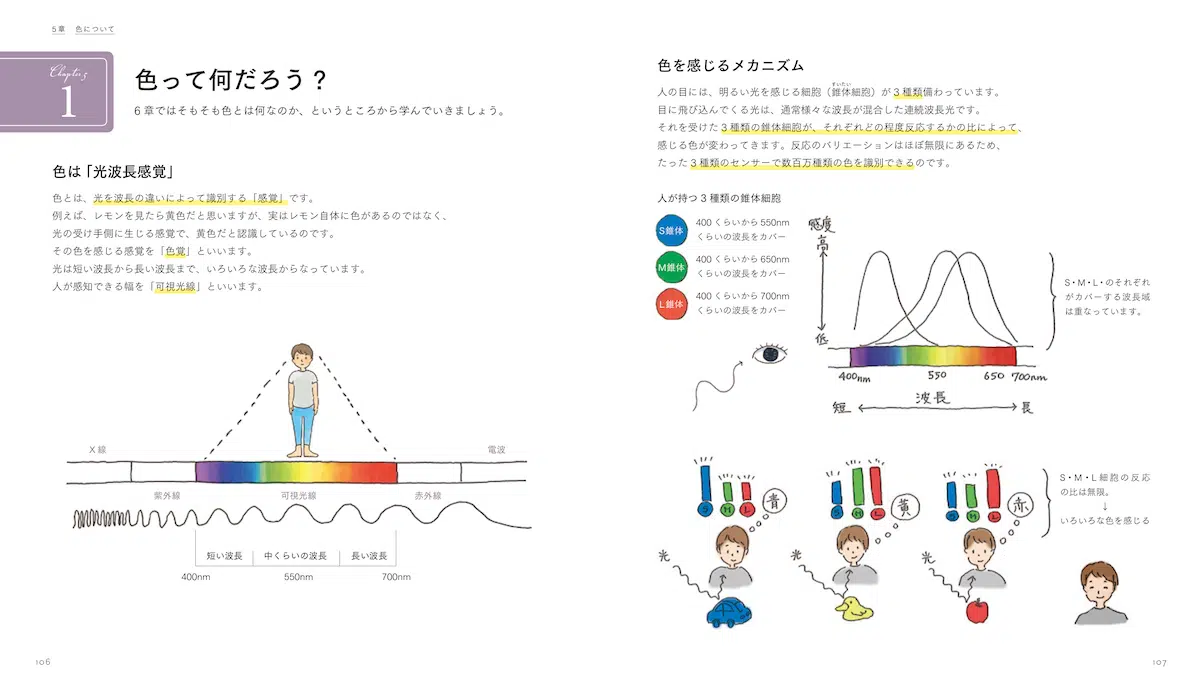 5章 色について
Chapter 5
1
色って何だろう？
6章ではそもそも色とは何なのか、というところから学んでいきましょう。
色は「光波長感覚」
色とは、光を波長の違いによって識別する「感覚」です。
例えば、レモンを見たら黄色だと思いますが、実はレモン自体に色があるのではなく、
光の受け手側に生じる感覚で、黄色だと認識しているのです。
その色を感じる感覚を「色覚」といいます。
光は短い波長から長い波長まで、いろいろな波長からなっています。
人が感知できる幅を「可視光線」といいます。
X線
電波
紫外線
可視光線
赤外線
短い波長
中くらいの波長
長い波長
400nm
550nm
700nm
106
色を感じるメカニズム
すいたい
人の目には、明るい光を感じる細胞（錐体細胞）が3種類備わっています。
目に飛び込んでくる光は、通常様々な波長が混合した連続波長光です。
それを受けた3種類の錐体細胞が、それぞれどの程度反応するかの比によって、
感じる色が変わってきます。反応のバリエーションはほぼ無限にあるため、
たった3種類のセンサーで数百万種類の色を識別できるのです。
人が持つ3種類の錐体細胞
S錐体
400くらいから550nm
くらいの波長をカバー
M錐体
400くらいから650nm
くらいの波長をカバー
L錐体
400くらいから700nm
くらいの波長をカバー
感度
高
低
400nm
550
650
700nm
短
波長
長
S・M・L・のそれぞれ
がカバーする波長域
は重なっています。
S
M
L
青
光
S
M
L
黄
光
S
M
L
赤
光
S・M・L細胞の反応
の比は無限。
↓
いろいろな色を感じる
107